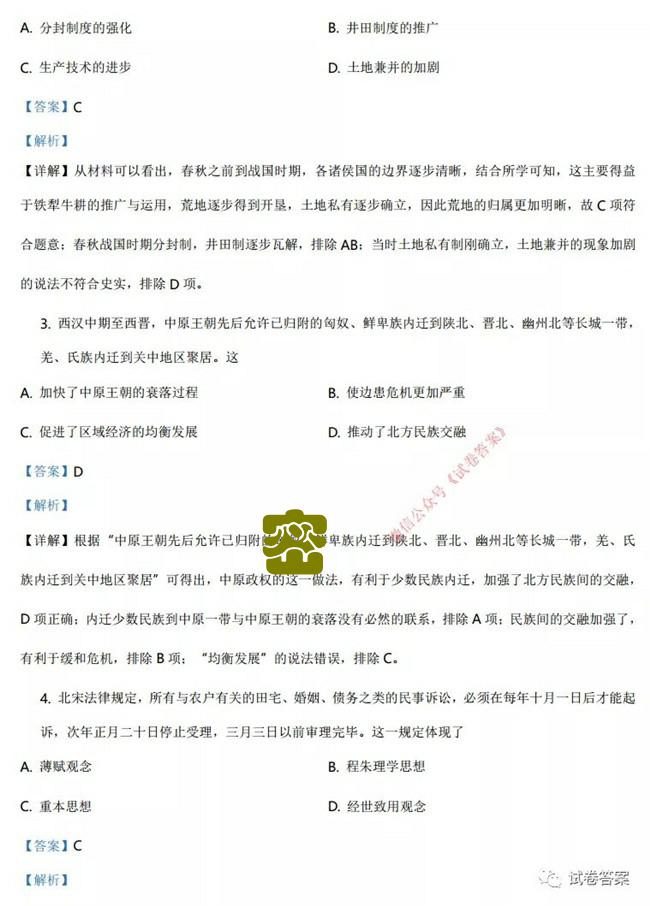 A. 分封制度的强化 B. 井田制度的推广
C. 生产技术的进步 D. 土地兼并的加剧
【答案】C
【解析】
【详解】从材料可以看出，春秋之前到战国时期，各诸侯国的边界逐步清晰，结合所学可知，这主要得益
于铁犁牛耕的推广与运用，荒地逐步得到开垦，土地私有逐步确立，因此荒地的归属更加明晰，故 C 项符
合题意；春秋战国时期分封制，井田制逐步瓦解，排除 AB；当时土地私有制刚确立，土地兼并的现象加剧
的说法不符合史实，排除 D 项。
3. 西汉中期至西晋，中原王朝先后允许已归附的匈奴、鲜卑族内迁到陕北、晋北、幽州北等长城一带，
羌、氐族内迁到关中地区聚居。这
A. 加快了中原王朝的衰落过程 B. 使边患危机更加严重
C. 促进了区域经济的均衡发展 D. 推动了北方民族交融
微信公众号《试卷答案》
【答案】D
【解析】
【详解】根据“中原王朝先后允许已归附 卑族内迁到陕北、晋北、幽州北等长城一带，羌、氐
族内迁到关中地区聚居”可得出，中原政权的这一做法，有利于少数民族内迁，加强了北方民族间的交融，
D 项正确；内迁少数民族到中原一带与中原王朝的衰落没有必然的联系，排除 A 项；民族间的交融加强了，
有利于缓和危机，排除 B 项；“均衡发展”的说法错误，排除 C。
4. 北宋法律规定，所有与农户有关的田宅、婚姻、债务之类的民事诉讼，必须在每年十月一日后才能起
诉，次年正月二十日停止受理，三月三日以前审理完毕。这一规定体现了
A. 薄赋观念 B. 程朱理学思想
C. 重本思想 D. 经世致用观念
【答案】C
【解析】
试卷答案